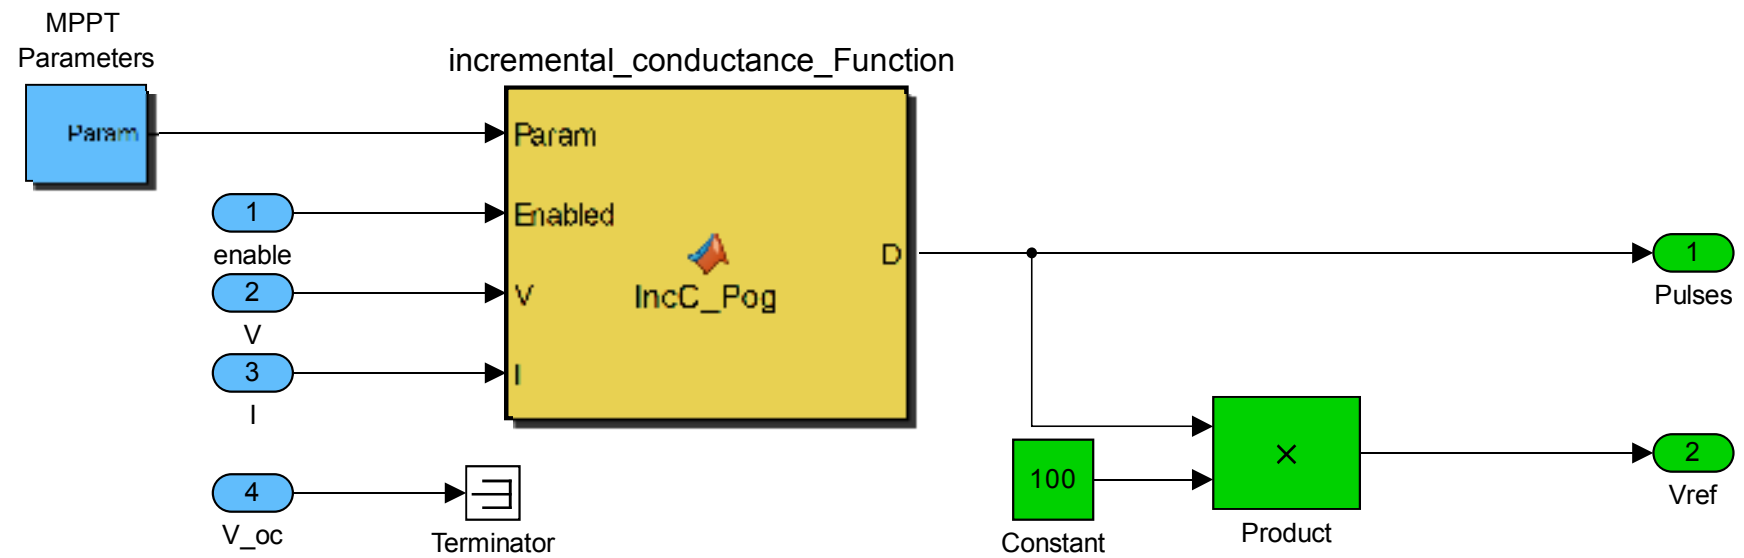 MPPT
Parameters
Param
incremental_conductance_Function
Param
Enabled
V
I
D
IncC_Pog
1
enable
2
V
3
I
4
V_oc
Terminator
100
Constant
×
Product
1
Pulses
2
Vref